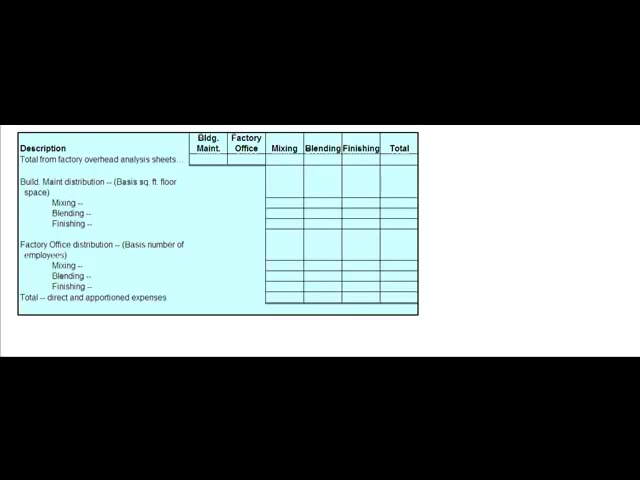 Bldg. Factory
Description Maint. Office Mixing Blending Finishing Total
Total from factory overhead analysis sheets...
Build. Maint distribution -- (Basis sq. ft. floor
space)
Mixing --
Blending --
Finishing --
Factory Office distribution -- (Basis number of
employees)
Mixing --
Blending --
Finishing --
Total -- direct and apportioned expenses